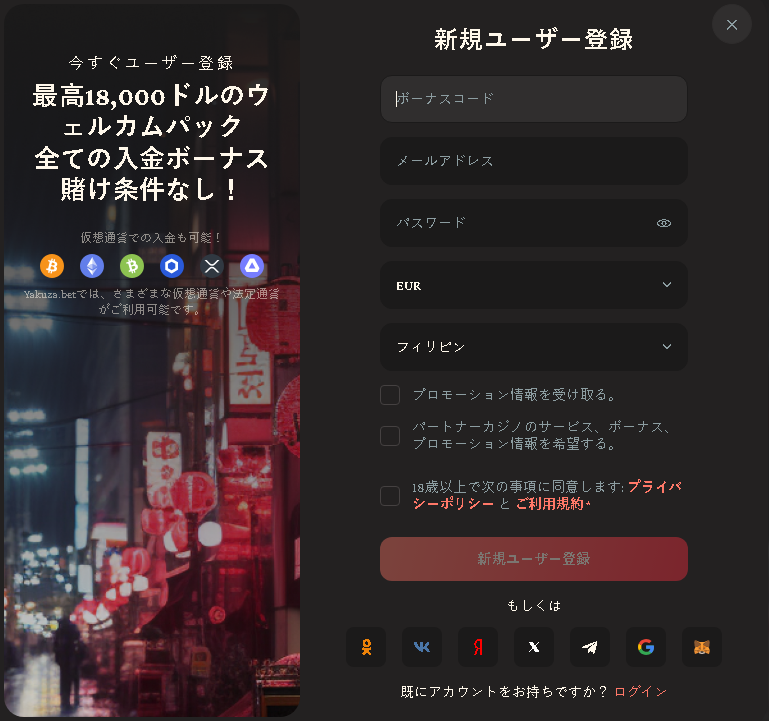 今すぐユーザー登録
最高18,000ドルのウ
ェルカムパック
全ての入金ボーナス
賭け条件なし！
仮想通貨での入金も可能！
Yakuza.betでは、さまざまな仮想通貨や法定通貨
がご利用可能です。
新規ユーザー登録
ボーナスコード
メールアドレス
パスワード
EUR
フィリピン
プロモーション情報を受け取る。
パートナーカジノのサービス、ボーナス、
プロモーション情報を希望する。
18歳以上で次の事項に同意します: プライバ
シーポリシー と ご利用規約*
新規ユーザー登録
もしくは
既にアカウントをお持ちですか？ ログイン